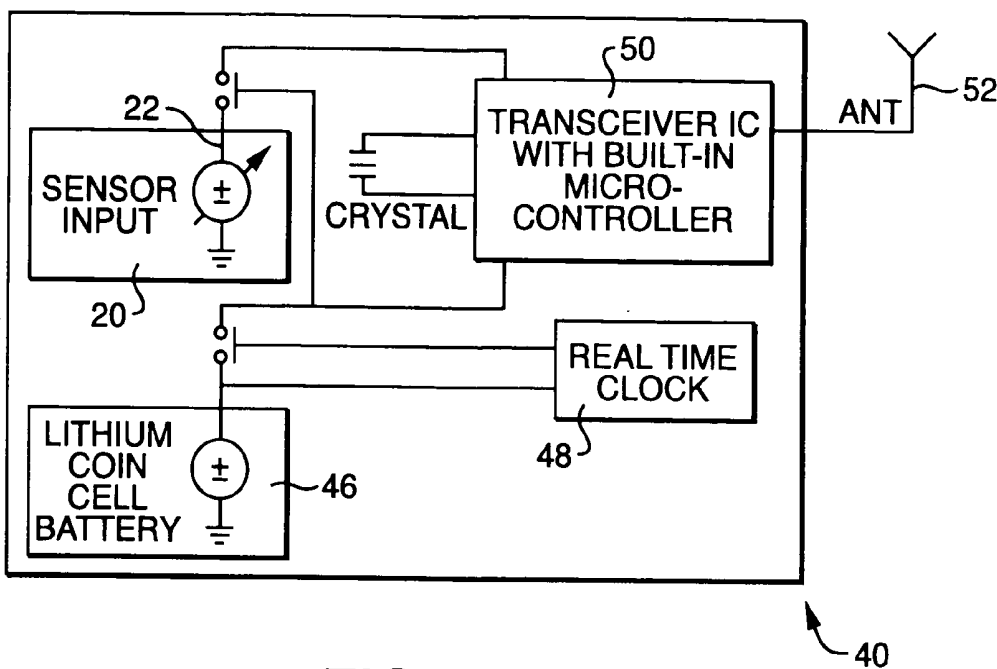 50
52
ANT
TRANSCEIVER IC
WITH BUILT-IN
MICRO-
CONTROLLER
22
SENSOR
INPUT
CRYSTAL
20
REAL TIME
CLOCK
48
LITHIUM
COIN
CELL
BATTERY
46
40